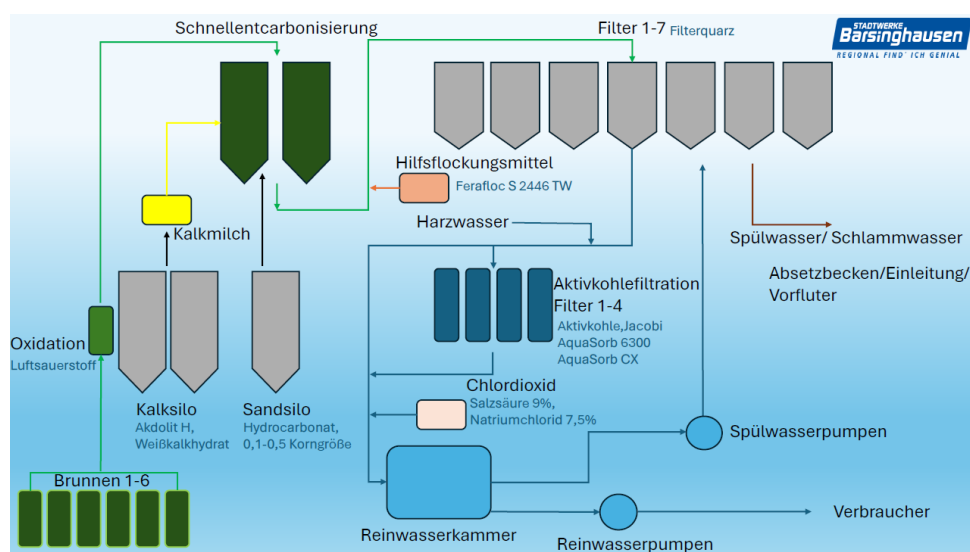 Schnellentcarbonisierung
Filter 1-7 Filterquarz
STADTWERKE
Barsinghausen
REGIONAL FIND´ ICH GENIAL
Hilfsflockungsmittel
Ferafloc S 2446 TW
Kalkmilch
Harzwasser
Spülwasser/ Schlammwasser
Absetzbecken/Einleitung/
Vorfluter
Aktivkohlefiltration
Filter 1-4
Aktivkohle,Jacobi
AquaSorb 6300
AquaSorb CX
Oxidation
Luftsauerstoff
Kalksilo
Akdolit H,
Weißkalkhydrat
Sandsilo
Hydrocarbonat,
0,1-0,5 Korngröße
Chlordioxid
Salzsäure 9%,
Natriumchlorid 7,5%
Spülwasserpumpen
Brunnen 1-6
Reinwasserkammer
Reinwasserpumpen
Verbraucher